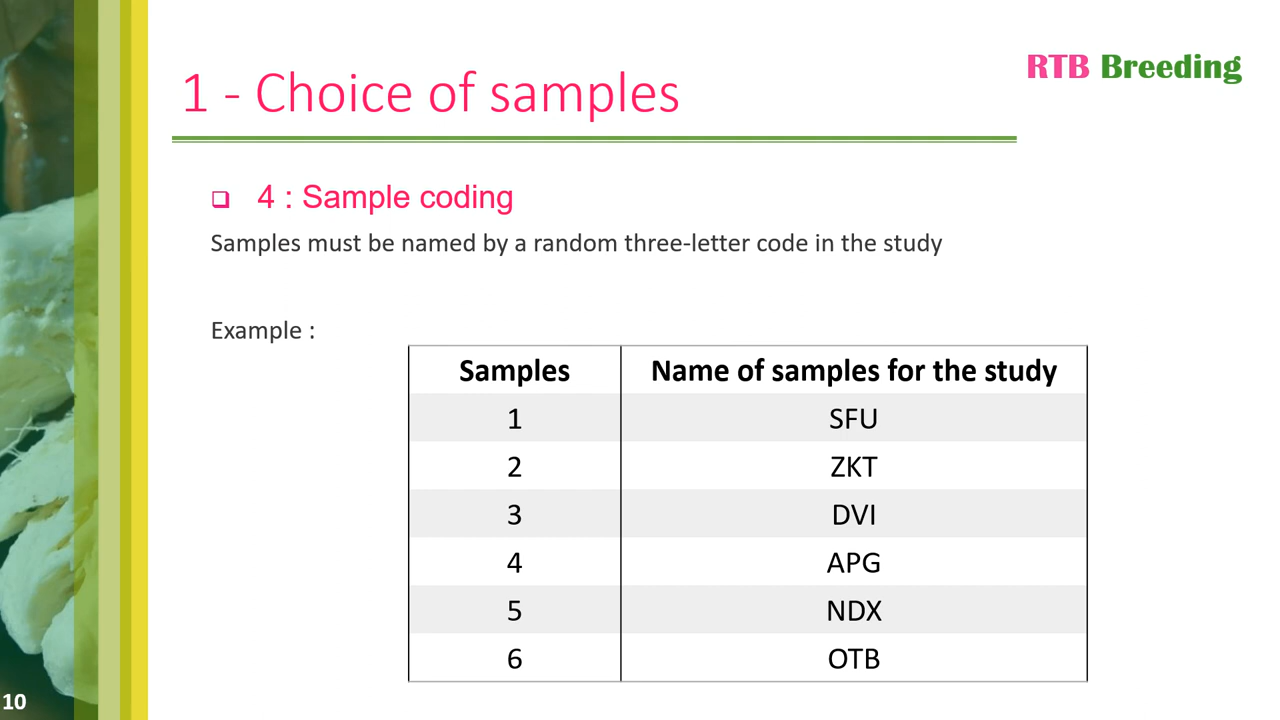 RTB Breeding
1 - Choice of samples
4 : Sample coding
Samples must be named by a random three-letter code in the study
Example :
Samples Name of samples for the study
1 SFU
2 ZKT
3 DVI
4 APG
5 NDX
6 OTB
10